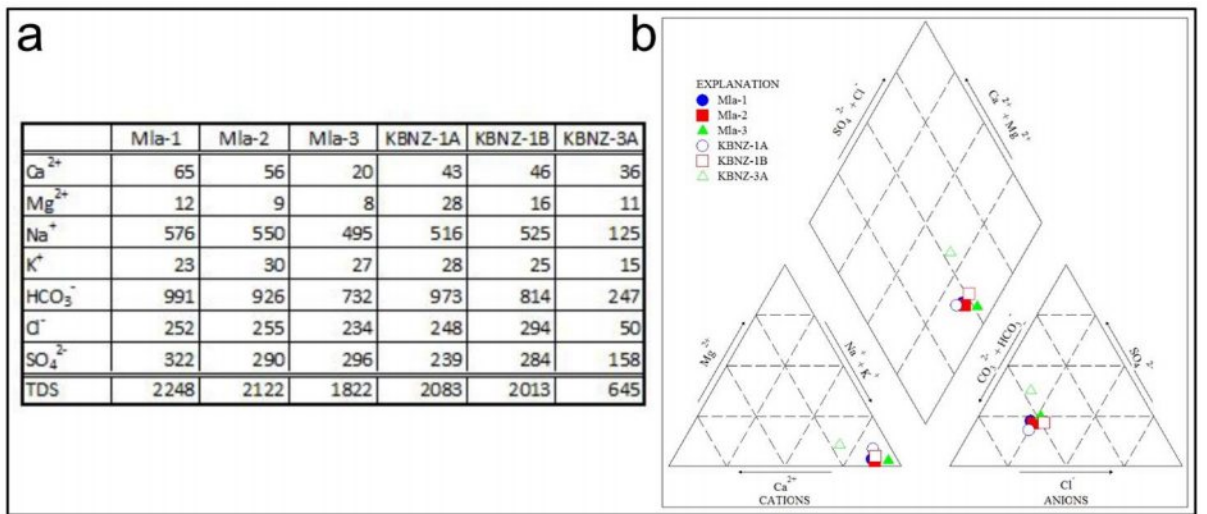 a
Mla-1 Mla-2 Mla-3 KBNZ-1A KBNZ-1B KBNZ-3A
Ca²⁺ 65 56 20 43 46 36
Mg²⁺ 12 9 8 28 16 11
Na⁺ 576 550 495 516 525 125
K⁺ 23 30 27 28 25 15
HCO₃⁻ 991 926 732 973 814 247
Cl⁻ 252 255 234 248 294 50
SO₄²⁻ 322 290 296 239 284 158
TDS 2248 2122 1822 2083 2013 645
b
EXPLANATION
Mla-1
Mla-2
Mla-3
KBNZ-1A
KBNZ-1B
KBNZ-3A
SO₄²⁻ + Cl⁻
Ca²⁺ + Mg²⁺
Mg²⁺
Na⁺ + K⁺
CO₃²⁻ + HCO₃⁻
SO₄²⁻
Ca²⁺
CATIONS
Cl⁻
ANIONS